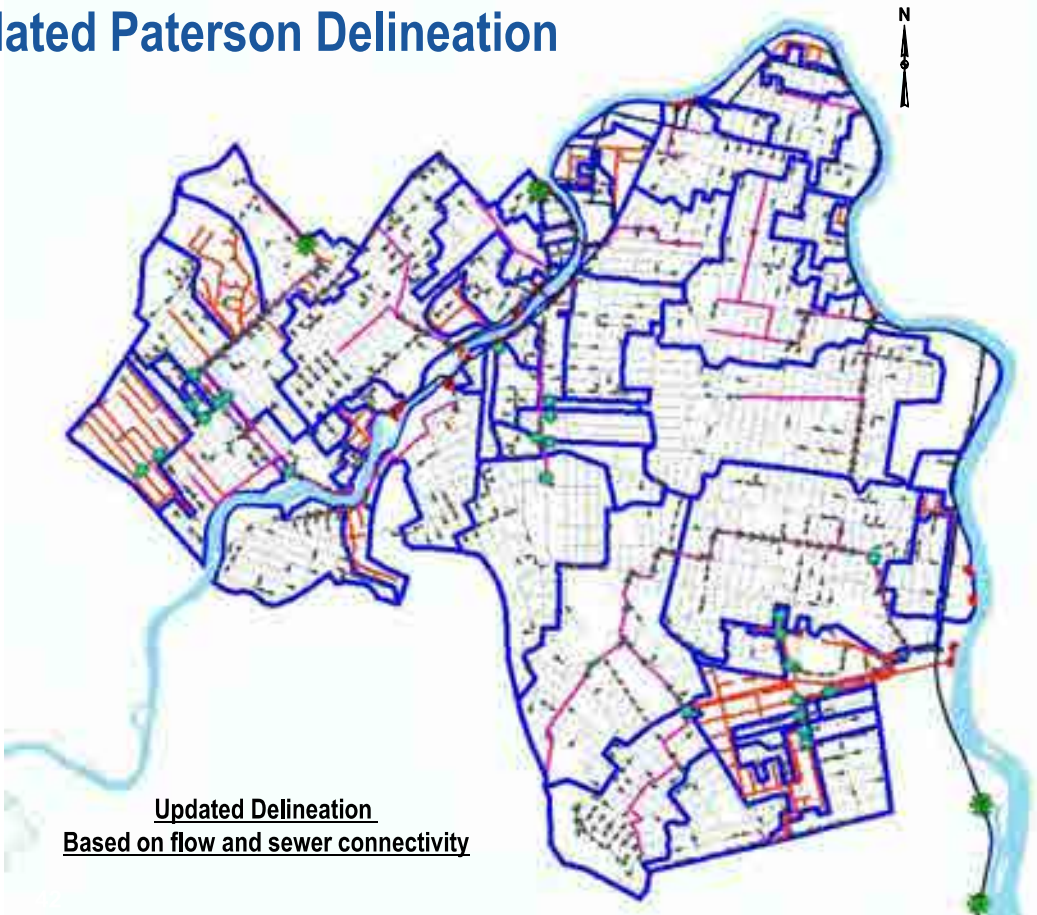 lated Paterson Delineation
N
Updated Delineation
Based on flow and sewer connectivity